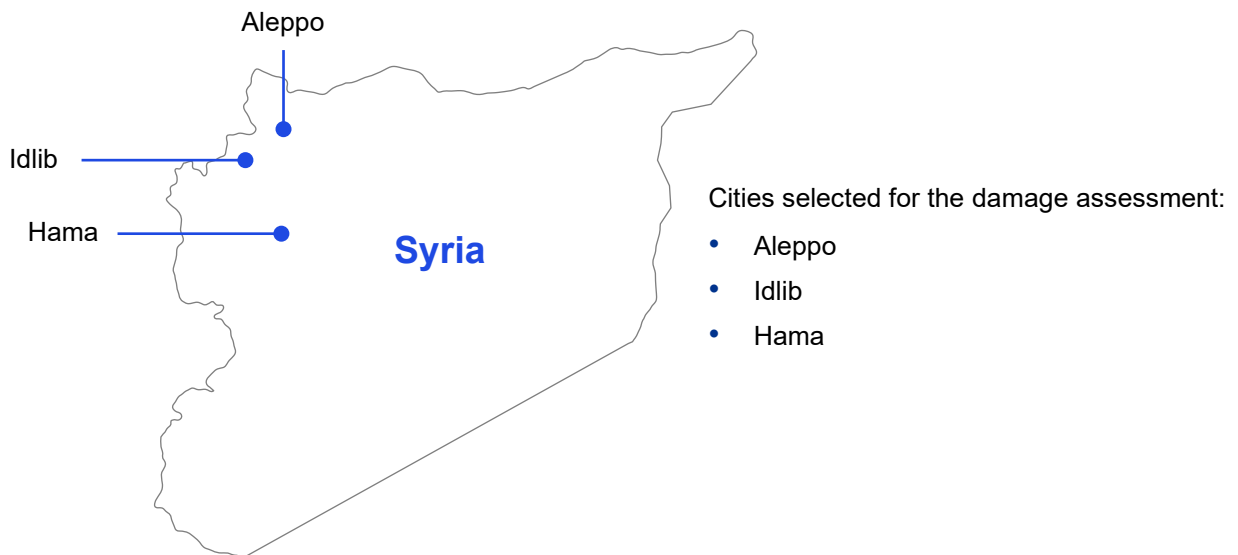 Aleppo
Idlib
Hama
Syria
Cities selected for the damage assessment:
• Aleppo
• Idlib
• Hama